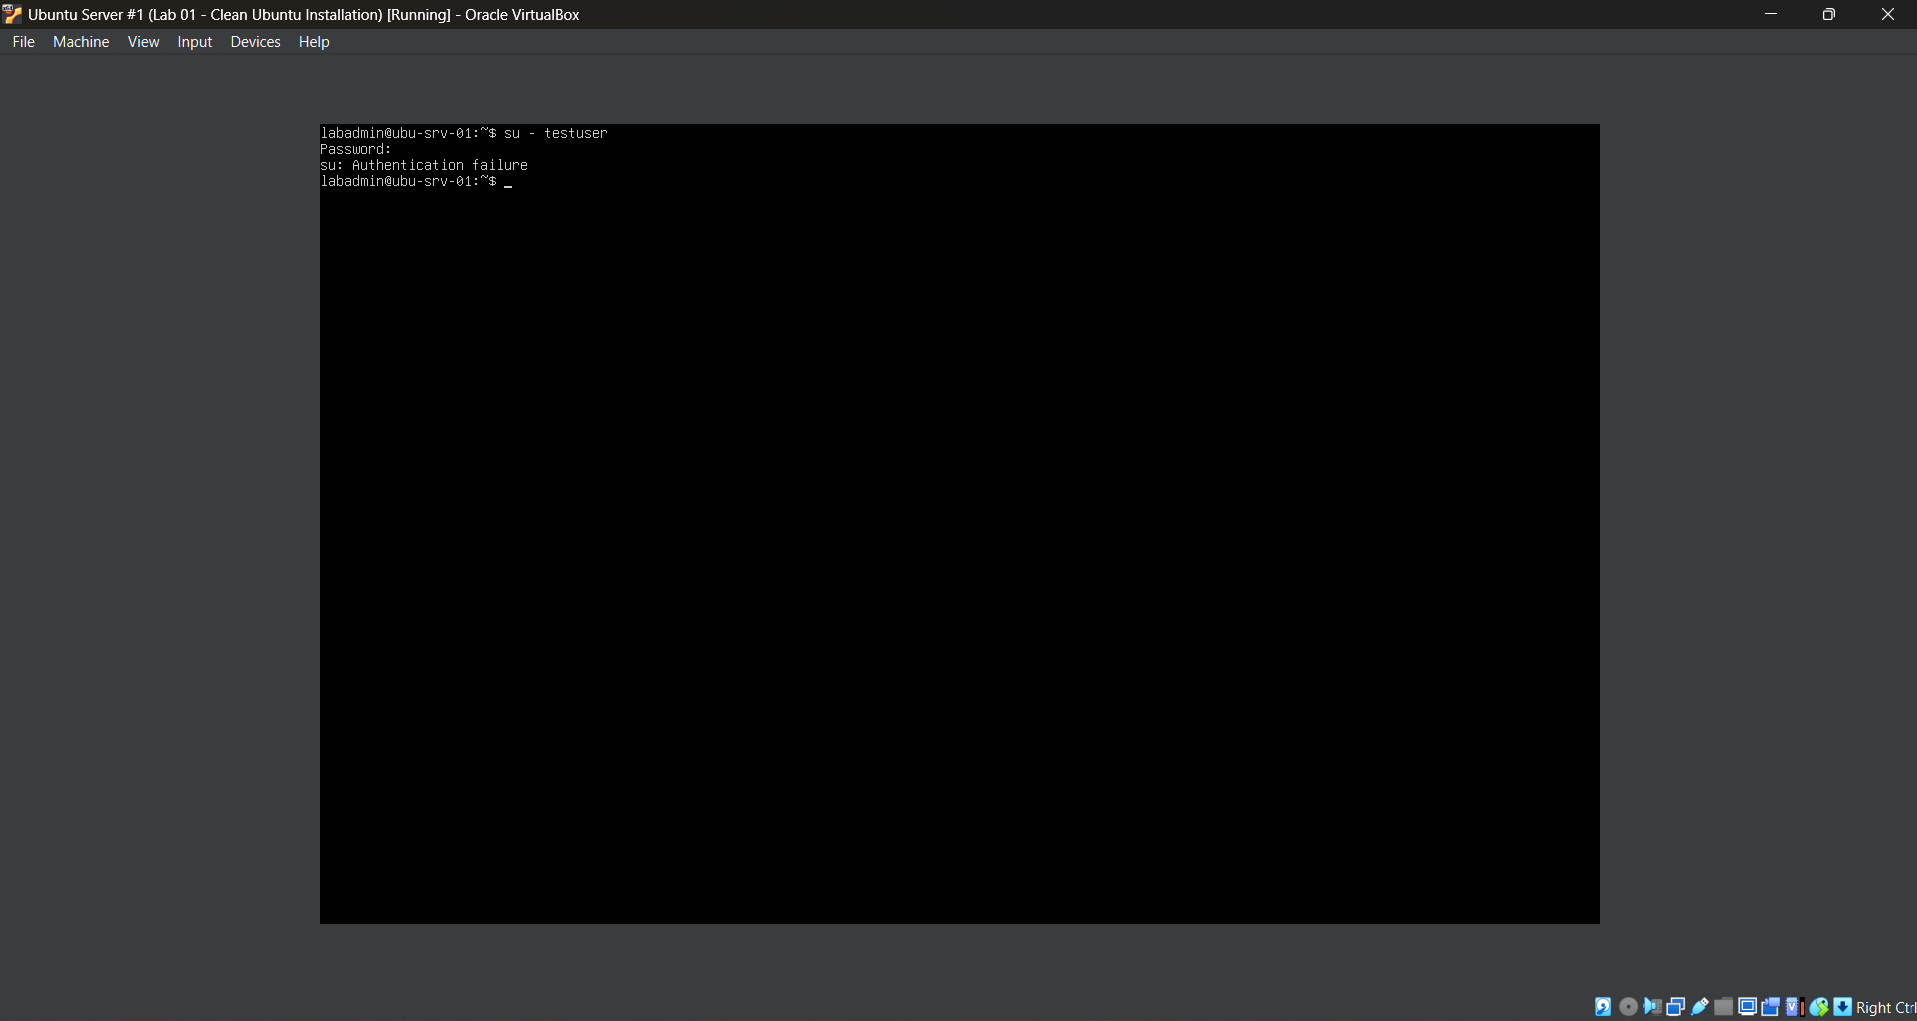 Ubuntu Server #1 (Lab 01 - Clean Ubuntu Installation) [Running] - Oracle VirtualBox
File Machine View Input Devices Help
labadmin@ubu-srv-01:~$ su - testuser
Password:
su: Authentication failure
labadmin@ubu-srv-01:~$ _
Right Ctrl